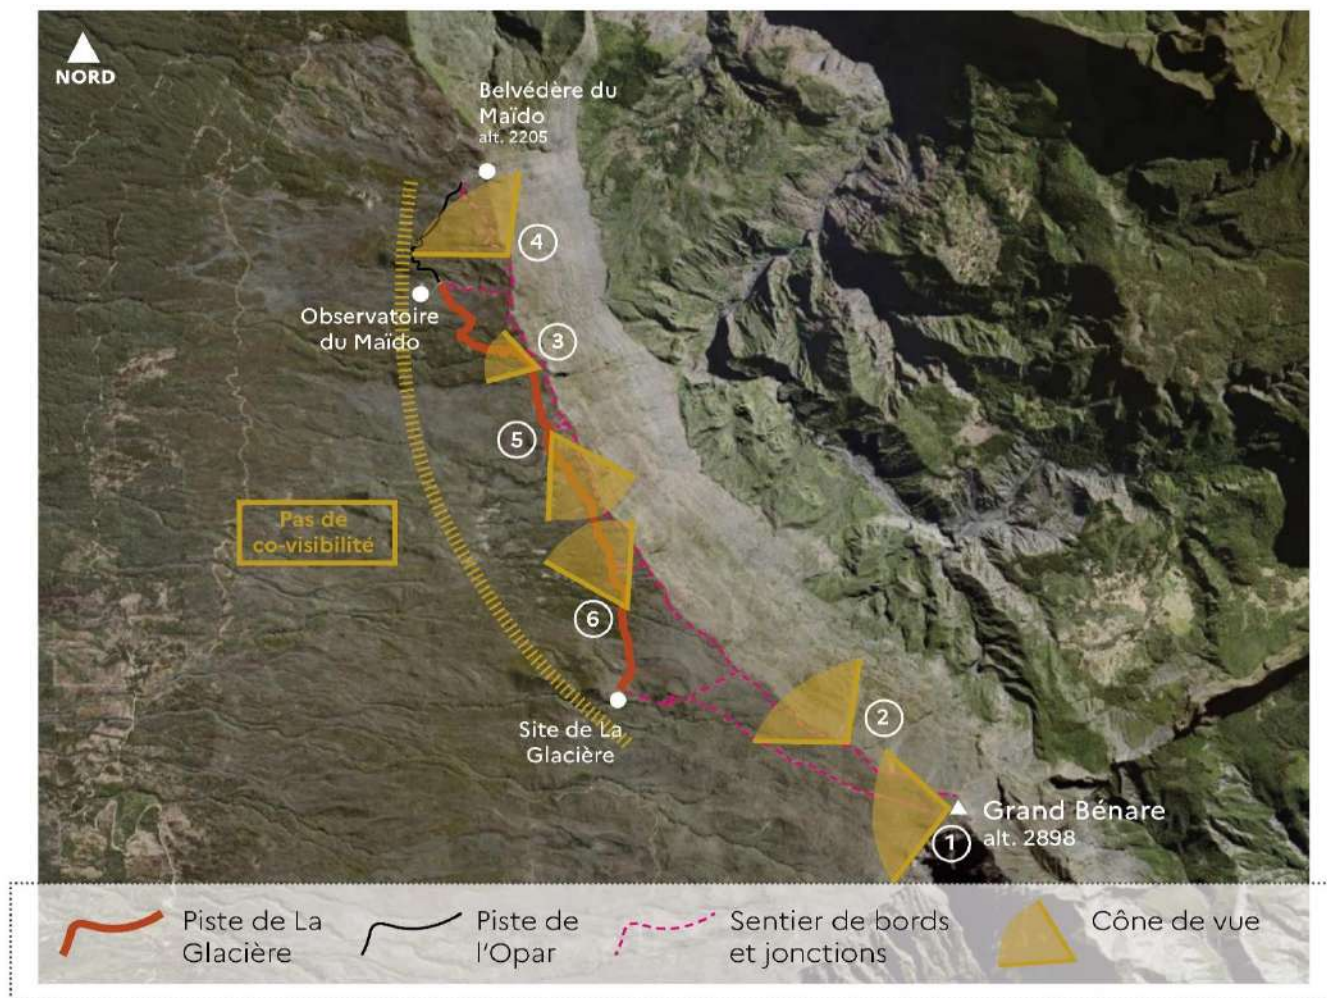 NORD
Belvédère du
Maïdo
alt. 2205
4
Observatoire
du Maïdo
3
5
Pas de
co-visibilité
6
Site de La
Glacière
2
Grand Bénare
alt. 2898
1
Piste de La
Glacière
Piste de
l'Opar
Sentier de bords
et jonctions
Cône de vue